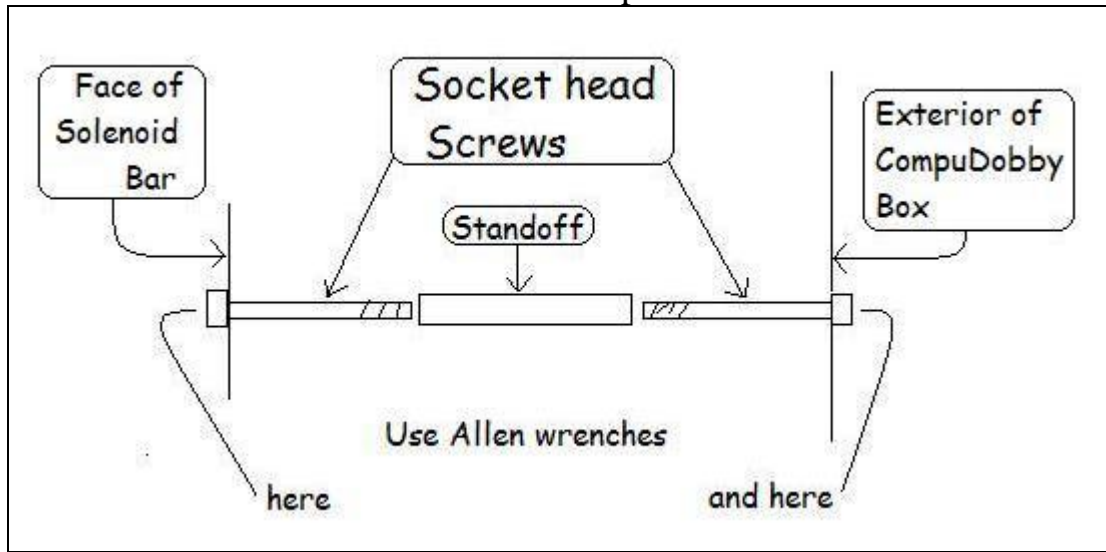 Face of
Solenoid
Bar
Socket head
Screws
Standoff
Exterior of
CompuDobby
Box
Use Allen wrenches
here
and here